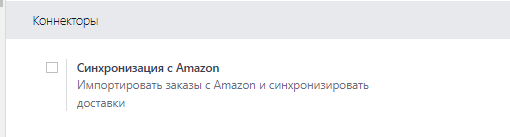 Коннекторы
Синхронизация с Amazon
Импортировать заказы с Amazon и синхронизировать
доставки